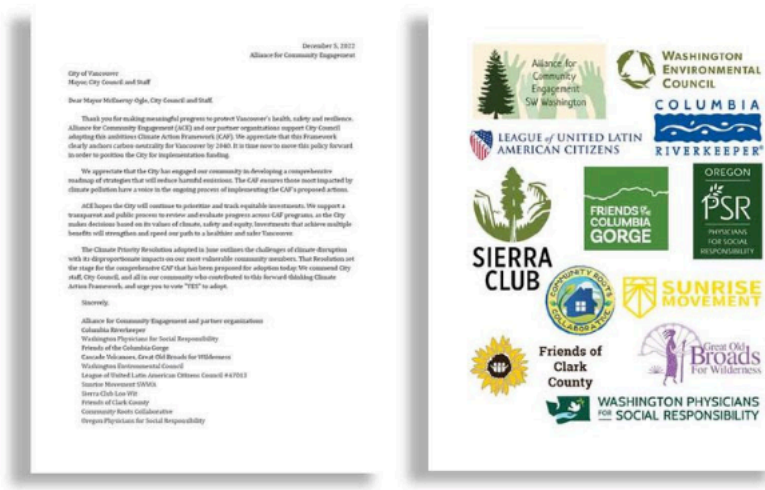 December 5, 2022
Alliance for Community Engagement
City of Vancouver
Mayor, City Council and Staff
Dear Mayor McEnerny-Ogle, City Council and Staff,
Thank you for making meaningful progress to protect Vancouver's health, safety and resilience.
Alliance for Community Engagement (ACE) and our partner organizations support City Council
adopting this ambitious Climate Action Framework (CAF). We appreciate that this Framework
clearly anchors carbon-neutrality for Vancouver by 2040. It is time now to move this policy forward
in order to position the City for implementation funding.
We appreciate that the City has engaged our community in developing a comprehensive
roadmap of strategies that will reduce harmful emissions. The CAF ensures those most impacted by
climate pollution have a voice in the ongoing process of implementing the CAF's proposed actions.
ACE hopes the City will continue to prioritize and track equitable investments. We support a
transparent and public process to review and evaluate progress across CAF programs, as the City
makes decisions based on its values of climate, safety and equity. Investments that achieve multiple
benefits will strengthen and speed our path to a healthier and safer Vancouver.
The Climate Priority Resolution adopted in June outlines the challenges of climate disruption
with its disproportionate impacts on our most vulnerable community members. That Resolution set
the stage for the comprehensive CAF that has been proposed for adoption today. We commend City
staff, City Council, and all in our community who contributed to this forward-thinking Climate
Action Framework, and urge you to vote "YES" to adopt.
Sincerely,
Alliance for Community Engagement and partner organizations
Columbia Riverkeeper
Washington Physicians for Social Responsibility
Friends of the Columbia Gorge
Cascade Volcanoes, Great Old Broads for Wilderness
Washington Environmental Council
League of United Latin American Citizens Council #47013
Sunrise Movement SWWA
Sierra Club Loo Wit
Friends of Clark County
Community Roots Collaborative
Oregon Physicians for Social Responsibility
Alliance for
Community
Engagement
SW Washington
WASHINGTON
ENVIRONMENTAL
COUNCIL
COLUMBIA
RIVERKEEPER®
LEAGUE of UNITED LATIN
AMERICAN CITIZENS
SIERRA
CLUB
FRIENDS OF THE
COLUMBIA
GORGE
OREGON
PSR
PHYSICIANS
FOR SOCIAL
RESPONSIBILITY
COMMUNITY ROOTS
COLLABORATIVE
SUNRISE
MOVEMENT
Friends of
Clark
County
Great Old
Broads
For Wilderness
WASHINGTON PHYSICIANS
FOR SOCIAL RESPONSIBILITY